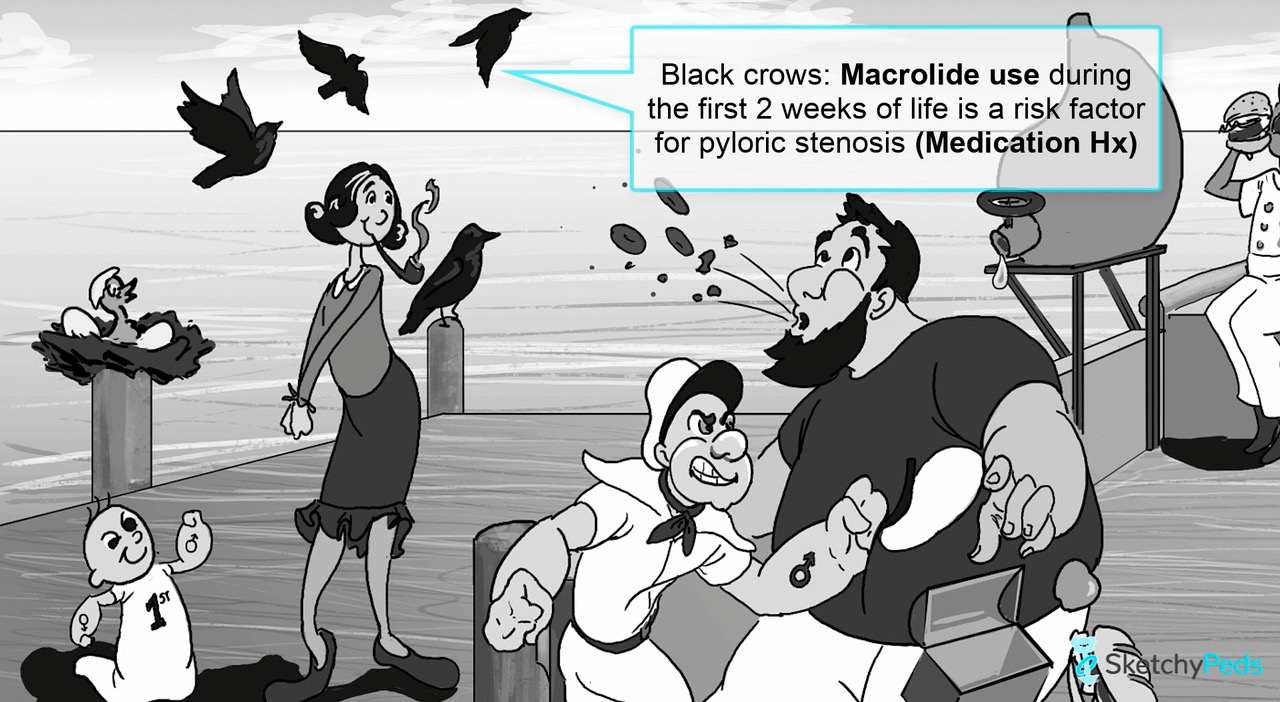 Black crows: Macrolide use during
the first 2 weeks of life is a risk factor
for pyloric stenosis (Medication Hx)
1ST
SketchyPeds